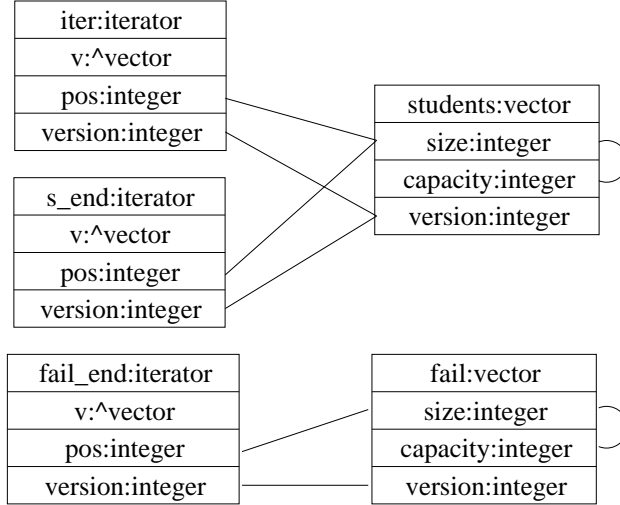 iter:iterator
v:^vector
pos:integer
version:integer
students:vector
size:integer
capacity:integer
version:integer
s_end:iterator
v:^vector
pos:integer
version:integer
fail_end:iterator
v:^vector
pos:integer
version:integer
fail:vector
size:integer
capacity:integer
version:integer